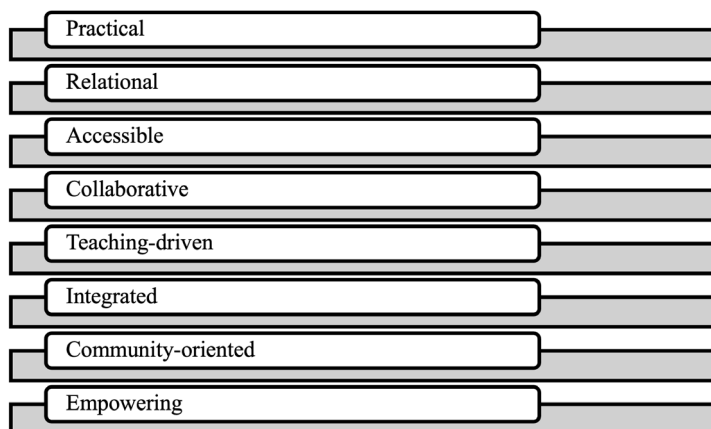 Practical
Relational
Accessible
Collaborative
Teaching-driven
Integrated
Community-oriented
Empowering